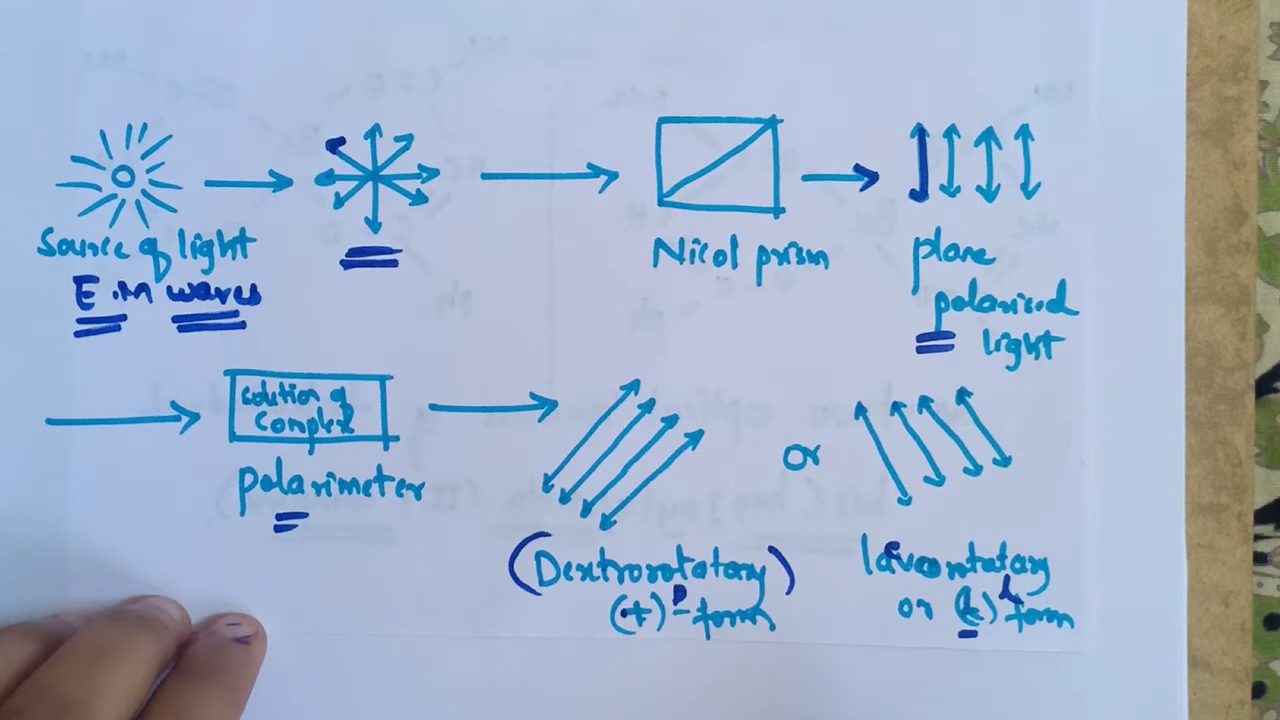 Source of light
E.M waves
Nicol prism
plane
polarised
light
Solution of
Complex
polarimeter
or
(Dextrorotatory)
(+) D-form
laevorotatory
or l form